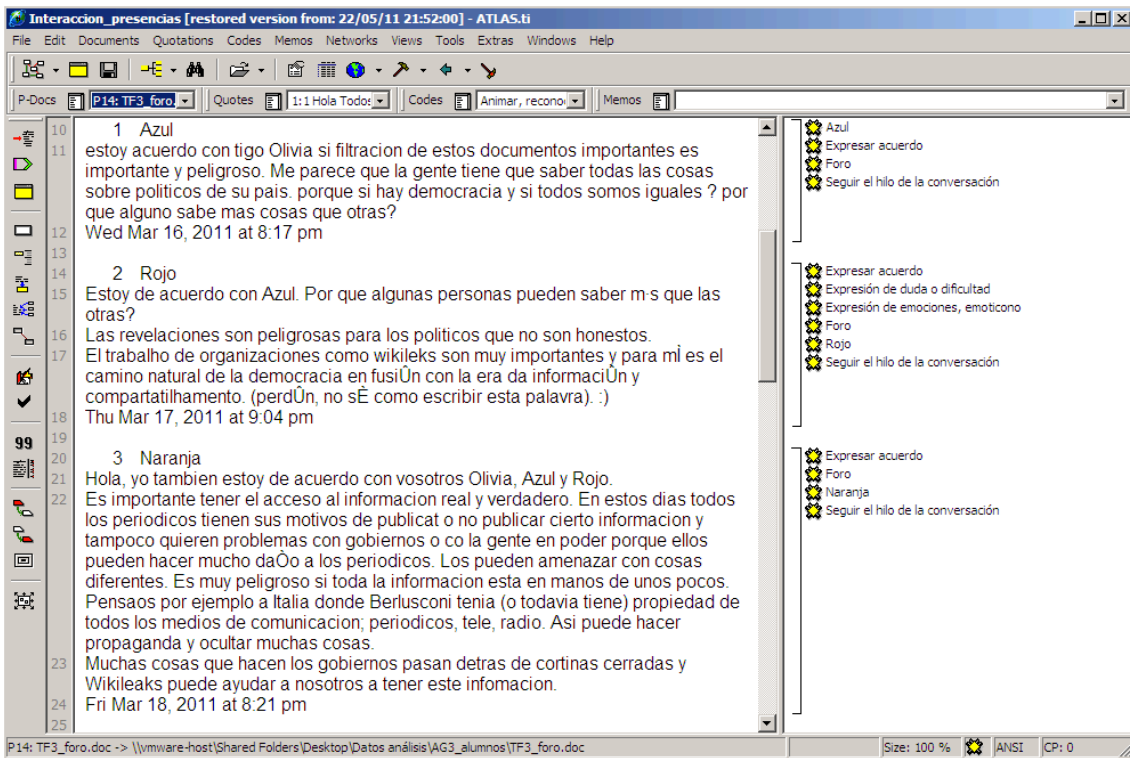 Interaccion_presencias [restored version from: 22/05/11 21:52:00] - ATLAS.ti
File Edit Documents Quotations Codes Memos Networks Views Tools Extras Windows Help
P-Docs P14: TF3_foro. Quotes 1:1 Hola Todos Codes Animar, recono Memos
10 1 Azul
11 estoy acuerdo con tigo Olivia si filtracion de estos documentos importantes es
importante y peligroso. Me parece que la gente tiene que saber todas las cosas
sobre politicos de su pais. porque si hay democracia y si todos somos iguales ? por
que alguno sabe mas cosas que otras?
12 Wed Mar 16, 2011 at 8:17 pm
13
14 2 Rojo
15 Estoy de acuerdo con Azul. Por que algunas personas pueden saber m·s que las
otras?
16 Las revelaciones son peligrosas para los politicos que no son honestos.
17 El trabalho de organizaciones como wikileks son muy importantes y para mÌ es el
camino natural de la democracia en fusiÛn con la era da informaciÛn y
compartatilhamento. (perdÛn, no sÈ como escribir esta palavra). :)
18 Thu Mar 17, 2011 at 9:04 pm
19
20 3 Naranja
21 Hola, yo tambien estoy de acuerdo con vosotros Olivia, Azul y Rojo.
22 Es importante tener el acceso al informacion real y verdadero. En estos dias todos
los periodicos tienen sus motivos de publicat o no publicar cierto informacion y
tampoco quieren problemas con gobiernos o co la gente en poder porque ellos
pueden hacer mucho daÒo a los periodicos. Los pueden amenazar con cosas
diferentes. Es muy peligroso si toda la informacion esta en manos de unos pocos.
Pensaos por ejemplo a Italia donde Berlusconi tenia (o todavia tiene) propiedad de
todos los medios de comunicacion; periodicos, tele, radio. Asi puede hacer
propaganda y ocultar muchas cosas.
23 Muchas cosas que hacen los gobiernos pasan detras de cortinas cerradas y
Wikileaks puede ayudar a nosotros a tener este infomacion.
24 Fri Mar 18, 2011 at 8:21 pm
25
99
Azul
Expresar acuerdo
Foro
Seguir el hilo de la conversación
Expresar acuerdo
Expresión de duda o dificultad
Expresión de emociones, emoticono
Foro
Rojo
Seguir el hilo de la conversación
Expresar acuerdo
Foro
Naranja
Seguir el hilo de la conversación
P14: TF3_foro.doc -> \\vmware-host\Shared Folders\Desktop\Datos análisis\AG3_alumnos\TF3_foro.doc Size: 100 % ANSI CP: 0